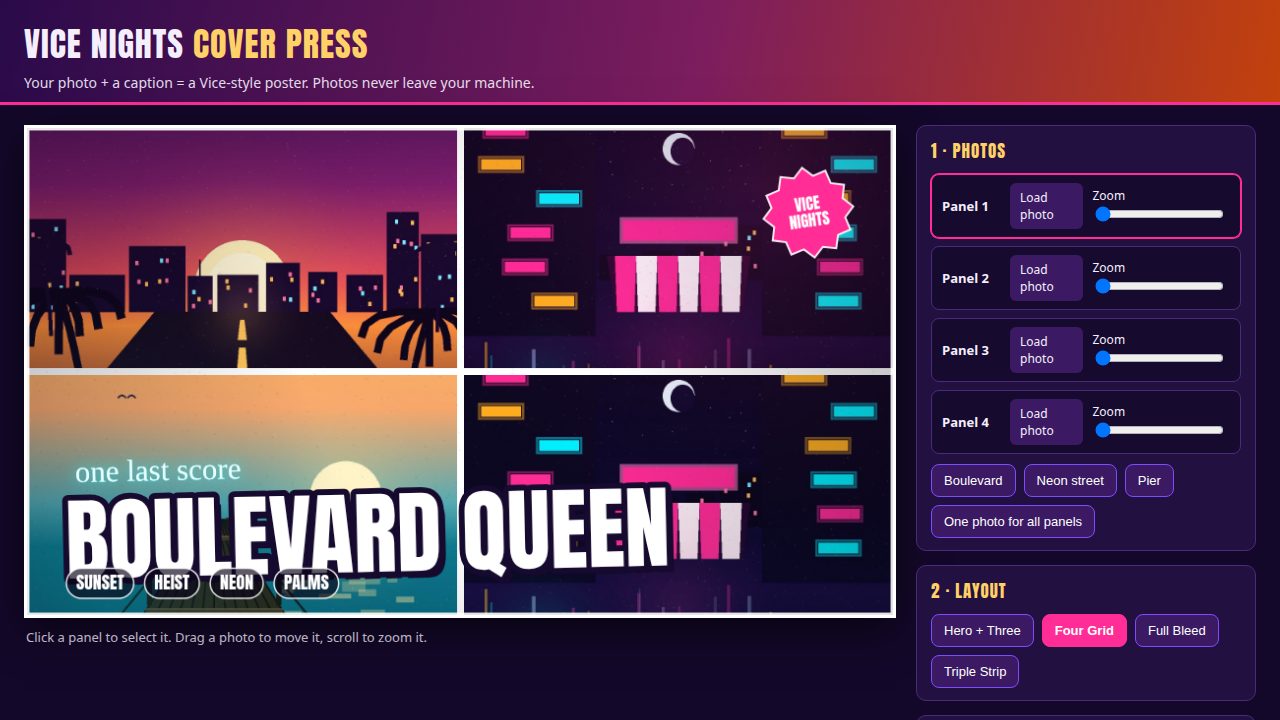 VICE NIGHTS COVER PRESS
Your photo + a caption = a Vice-style poster. Photos never leave your machine.
VICE
NIGHTS
one last score
BOULEVARD QUEEN
SUNSET HEIST NEON PALMS
Click a panel to select it. Drag a photo to move it, scroll to zoom it.
1 · PHOTOS
Panel 1
Load
photo
Zoom
Panel 2
Load
photo
Zoom
Panel 3
Load
photo
Zoom
Panel 4
Load
photo
Zoom
Boulevard Neon street Pier
One photo for all panels
2 · LAYOUT
Hero + Three Four Grid Full Bleed
Triple Strip